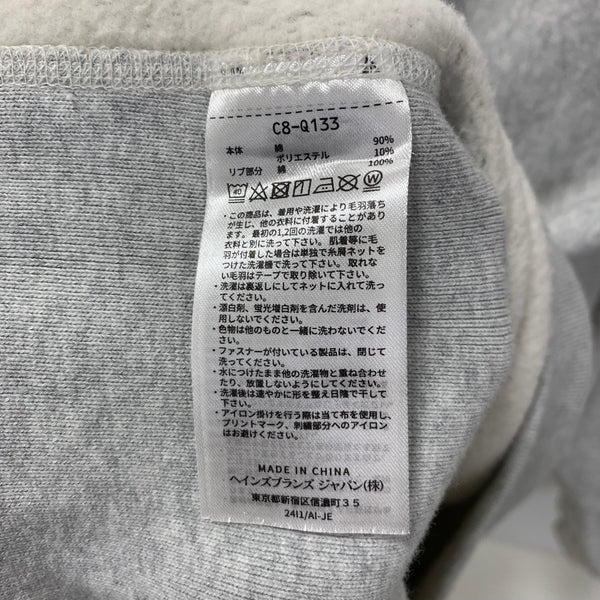 C8-Q133
本体 綿 90%
ポリエステル 10%
リブ部分 綿 100%
40
・この商品は、着用や洗濯により毛羽落ち
が生じ、他の衣料に付着することがあり
ます。最初の1,2回の洗濯では他の
衣料と別に洗って下さい。肌着等に毛
羽が付着した場合は単独で糸屑ネットを
つけた洗濯機で洗って下さい。取れな
い毛羽はテープで取り除いて下さい。
・洗濯は裏返しにしてネットに入れて洗っ
てください。
・漂白剤、蛍光増白剤を含んだ洗剤は、使
用しないでください。
・色物は他のものと一緒に洗わないでくだ
さい。
・ファスナーが付いている製品は、閉じて
洗ってください。
・水につけたまま他の洗濯物と重ね合わせ
たり、放置しないようにしてください。
・洗濯後は速やかに形を整え日陰で干して
下さい。
・アイロン掛けを行う際は当て布を使用し、
プリントマーク、刺繍部分へのアイロン
はお避けください。
MADE IN CHINA
ヘインズブランズ ジャパン(株)
東京都新宿区信濃町35
24I1/AI-JE